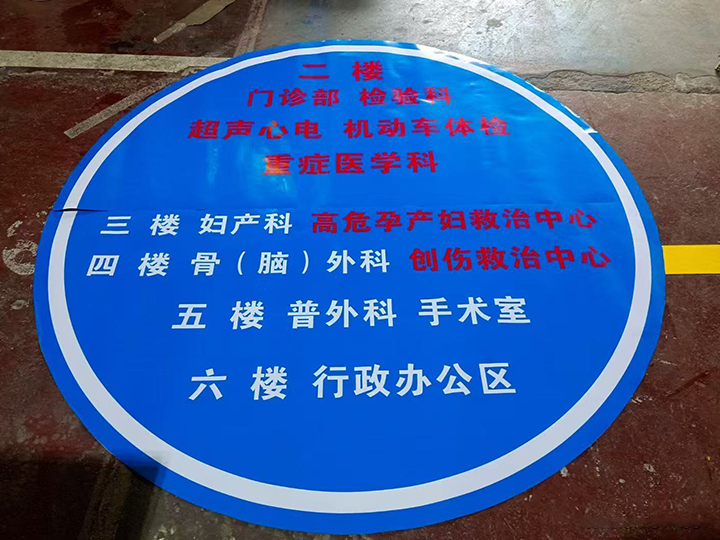 二 楼
门诊部 检验科
超声心电 机动车体检
重症医学科
三 楼 妇产科 高危孕产妇救治中心
四 楼 骨（脑）外科 创伤救治中心
五 楼 普外科 手术室
六 楼 行政办公区